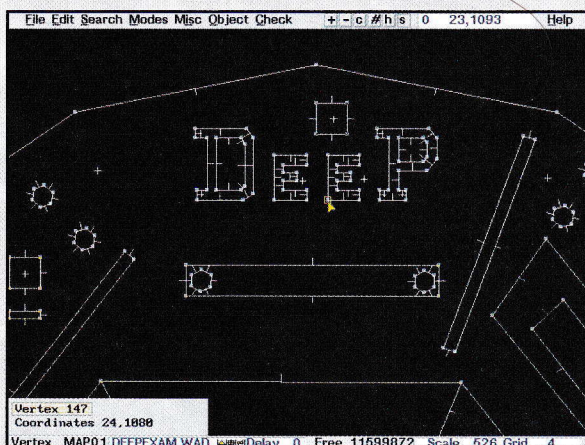 File Edit Search Modes Misc Object Check + - c # h s 0 23,1093 Help
DEEP
Vertex 147
Coordinates 24,1080
Vertex MAP01 DEEPEXAM.WAD Delay 0 Free 11599872 Scale .526 Grid 4